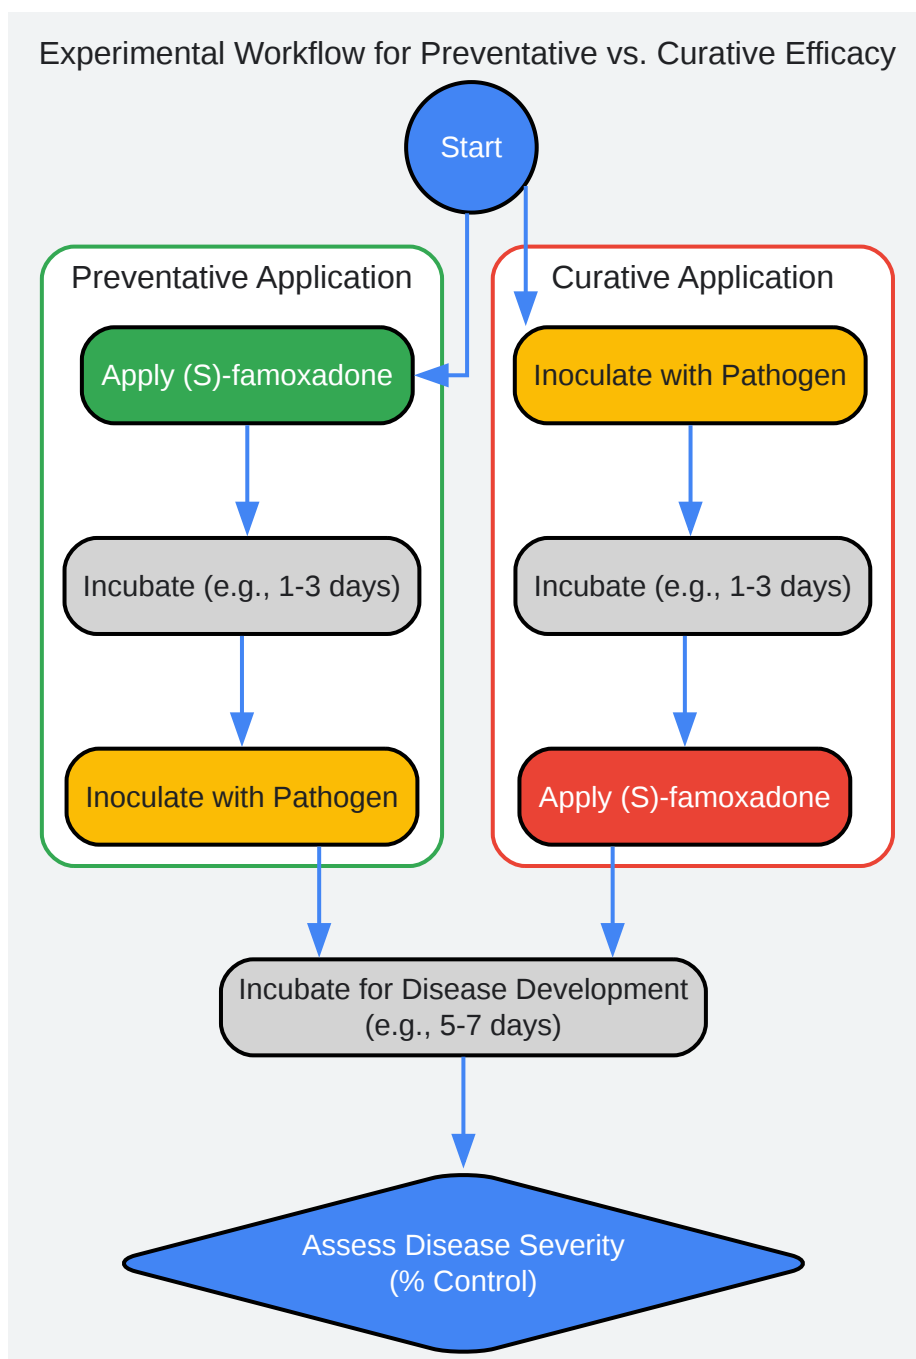 Experimental Workflow for Preventative vs. Curative Efficacy
Start
Preventative Application
Apply (S)-famoxadone
Incubate (e.g., 1-3 days)
Inoculate with Pathogen
Curative Application
Inoculate with Pathogen
Incubate (e.g., 1-3 days)
Apply (S)-famoxadone
Incubate for Disease Development
(e.g., 5-7 days)
Assess Disease Severity
(% Control)